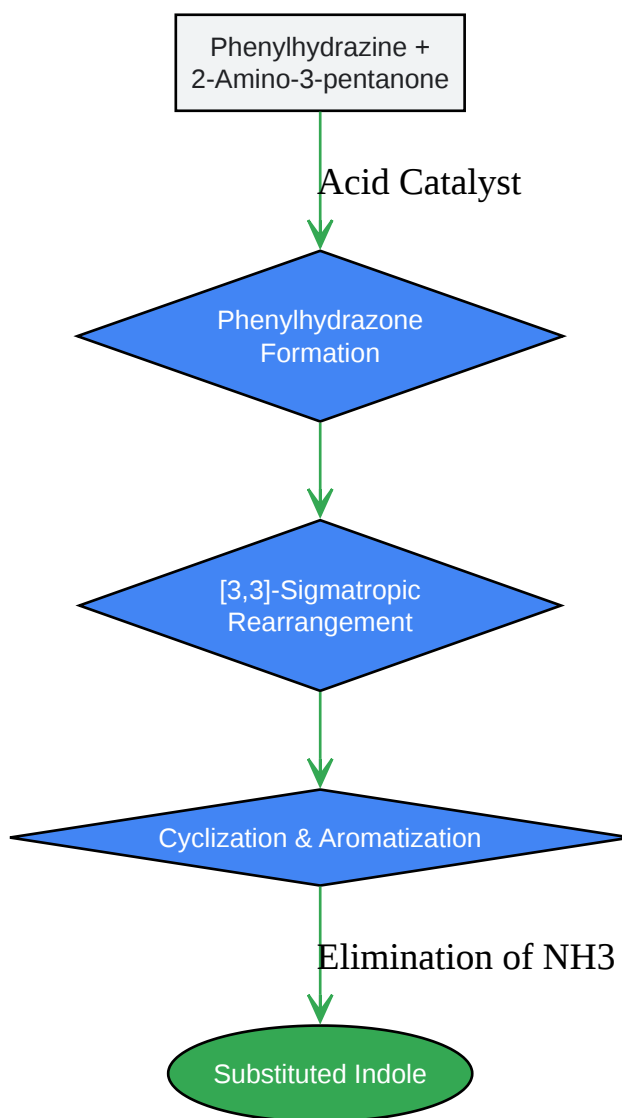 Phenylhydrazine +
2-Amino-3-pentanone
Acid Catalyst
Phenylhydrazone
Formation
[3,3]-Sigmatropic
Rearrangement
Cyclization & Aromatization
Elimination of NH3
Substituted Indole